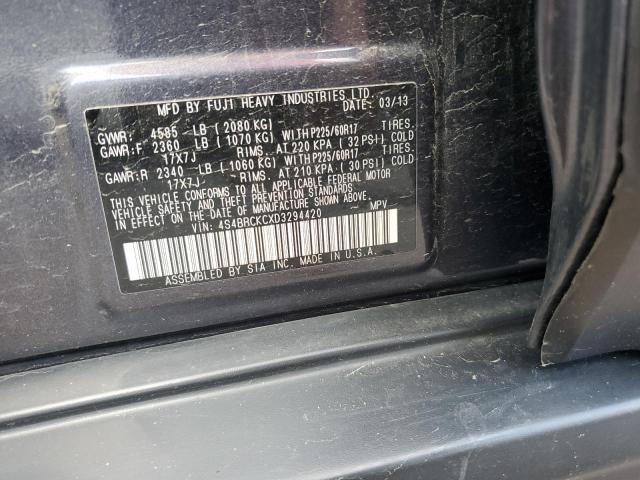 MFD BY FUJI HEAVY INDUSTRIES LTD.
DATE: 03/13
GVWR: 4585 LB ( 2080 KG)
GAWR:F 2360 LB ( 1070 KG) WITH P225/60R17 TIRES,
17X7J RIMS, AT 220 KPA ( 32 PSI) COLD
GAWR:R 2340 LB ( 1060 KG) WITH P225/60R17 TIRES,
17X7J RIMS, AT 210 KPA ( 30 PSI) COLD
THIS VEHICLE CONFORMS TO ALL APPLICABLE FEDERAL MOTOR
VEHICLE SAFETY AND THEFT PREVENTION STANDARDS
IN EFFECT ON THE DATE OF MANUFACTURE SHOWN ABOVE.
VIN: 4S4BRCKCXD3294420 MPV
ASSEMBLED BY SIA INC. MADE IN U.S.A.